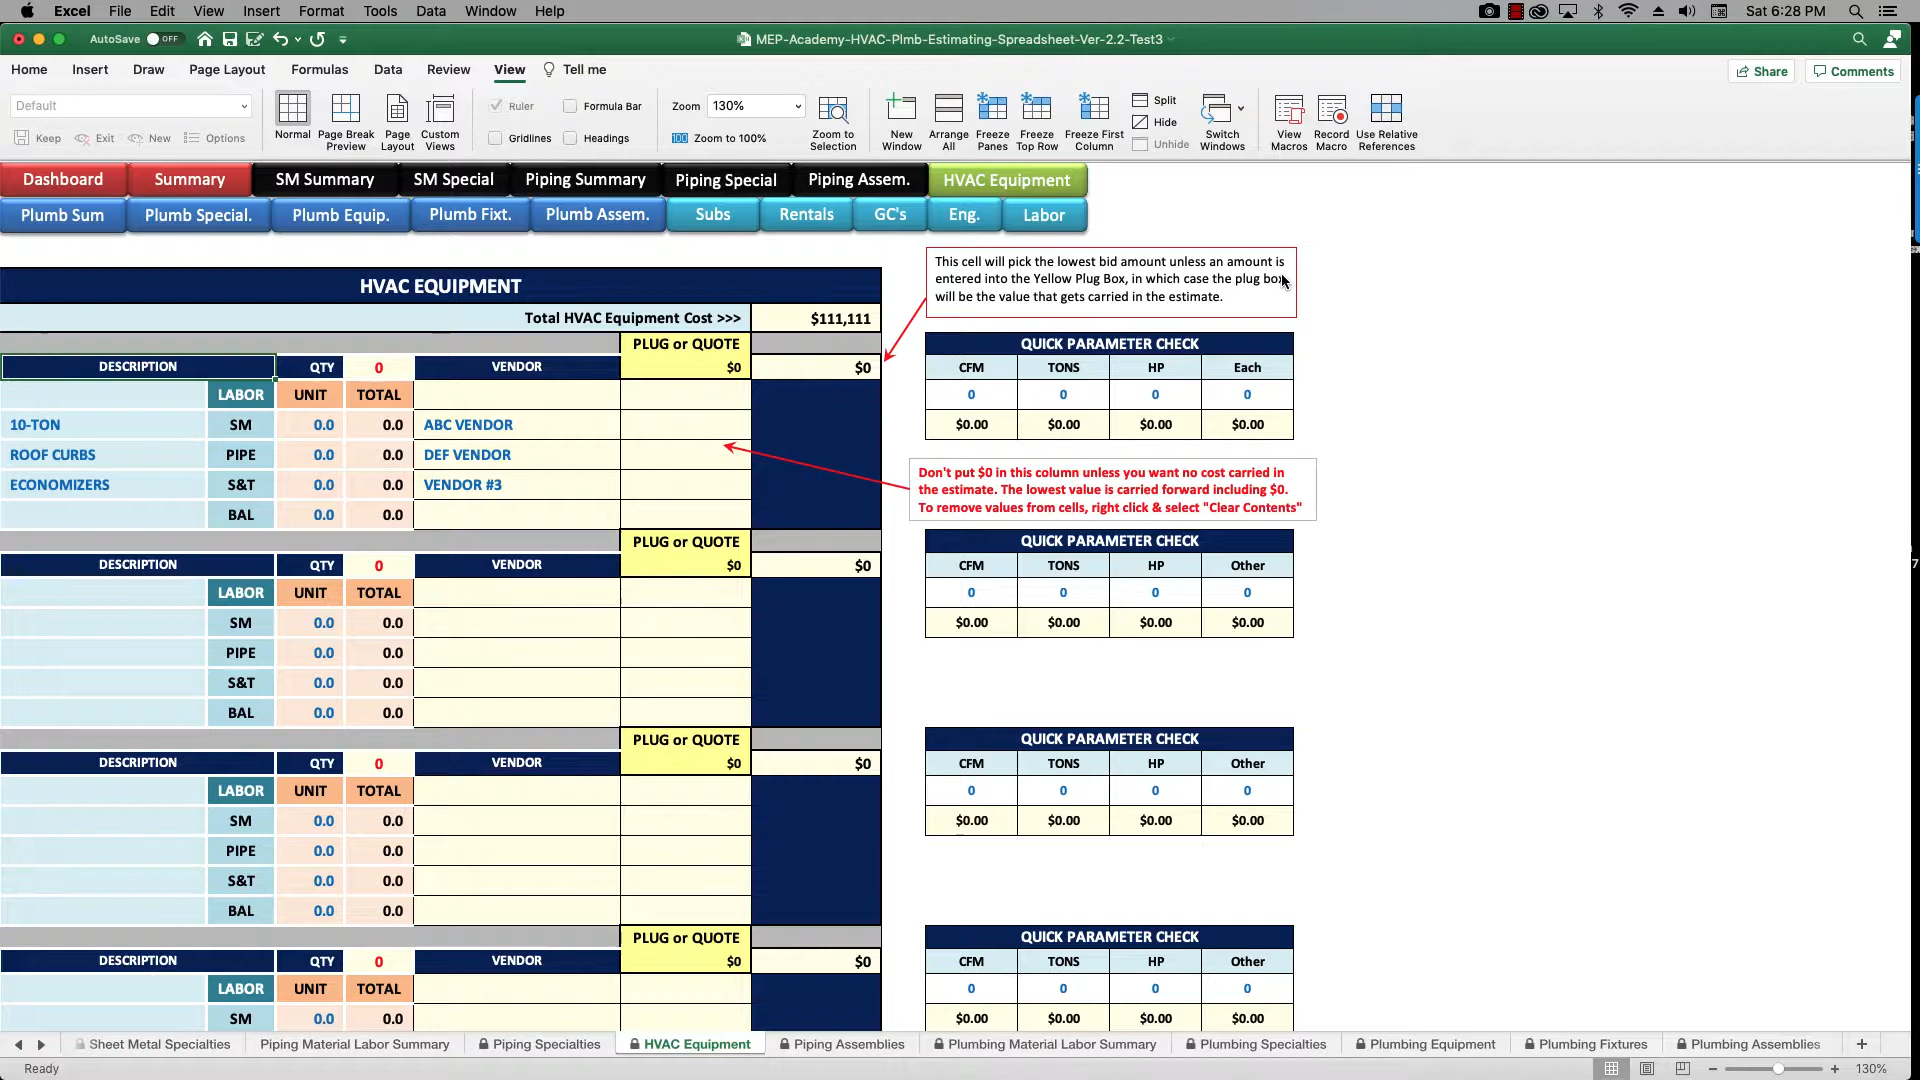 Excel File Edit View Insert Format Tools Data Window Help
Sat 6:28 PM
AutoSave OFF
MEP-Academy-HVAC-Plmb-Estimating-Spreadsheet-Ver-2.2-Test3
Home Insert Draw Page Layout Formulas Data Review View Tell me
Share Comments
Default
Keep Exit New Options
Normal
Page Break Preview
Page Layout
Custom Views
Ruler Formula Bar
Gridlines Headings
Zoom 130%
100 Zoom to 100%
Zoom to Selection
New Window
Arrange All
Freeze Panes
Freeze Top Row
Freeze First Column
Split
Hide
Unhide
Switch Windows
View Macros
Record Macro
Use Relative References
Dashboard Summary SM Summary SM Special Piping Summary Piping Special Piping Assem. HVAC Equipment
Plumb Sum Plumb Special. Plumb Equip. Plumb Fixt. Plumb Assem. Subs Rentals GC's Eng. Labor
This cell will pick the lowest bid amount unless an amount is
entered into the Yellow Plug Box, in which case the plug box
will be the value that gets carried in the estimate.
HVAC EQUIPMENT
Total HVAC Equipment Cost >>> $111,111
PLUG or QUOTE
DESCRIPTION QTY 0 VENDOR $0 $0
LABOR UNIT TOTAL
10-TON SM 0.0 0.0 ABC VENDOR
ROOF CURBS PIPE 0.0 0.0 DEF VENDOR
ECONOMIZERS S&T 0.0 0.0 VENDOR #3
BAL 0.0 0.0
QUICK PARAMETER CHECK
CFM TONS HP Each
0 0 0 0
$0.00 $0.00 $0.00 $0.00
Don't put $0 in this column unless you want no cost carried in
the estimate. The lowest value is carried forward including $0.
To remove values from cells, right click & select "Clear Contents"
PLUG or QUOTE
DESCRIPTION QTY 0 VENDOR $0 $0
LABOR UNIT TOTAL
SM 0.0 0.0
PIPE 0.0 0.0
S&T 0.0 0.0
BAL 0.0 0.0
QUICK PARAMETER CHECK
CFM TONS HP Other
0 0 0 0
$0.00 $0.00 $0.00 $0.00
PLUG or QUOTE
DESCRIPTION QTY 0 VENDOR $0 $0
LABOR UNIT TOTAL
SM 0.0 0.0
PIPE 0.0 0.0
S&T 0.0 0.0
BAL 0.0 0.0
QUICK PARAMETER CHECK
CFM TONS HP Other
0 0 0 0
$0.00 $0.00 $0.00 $0.00
PLUG or QUOTE
DESCRIPTION QTY 0 VENDOR $0 $0
LABOR UNIT TOTAL
SM 0.0 0.0
QUICK PARAMETER CHECK
CFM TONS HP Other
0 0 0 0
$0.00 $0.00 $0.00 $0.00
Sheet Metal Specialties Piping Material Labor Summary Piping Specialties HVAC Equipment Piping Assemblies Plumbing Material Labor Summary Plumbing Specialties Plumbing Equipment Plumbing Fixtures Plumbing Assemblies
Ready
130%